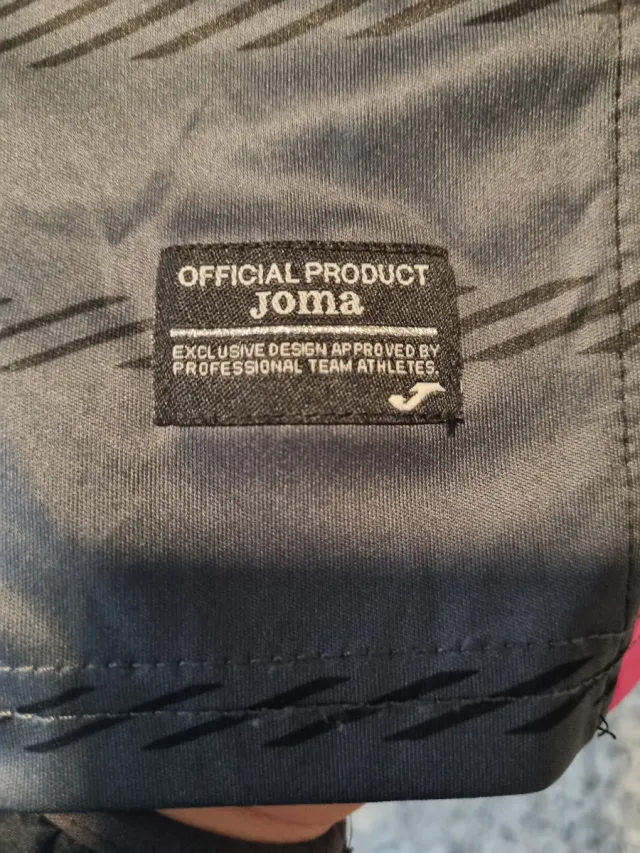 OFFICIAL PRODUCT
Joma
EXCLUSIVE DESIGN APPROVED BY
PROFESSIONAL TEAM ATHLETES.